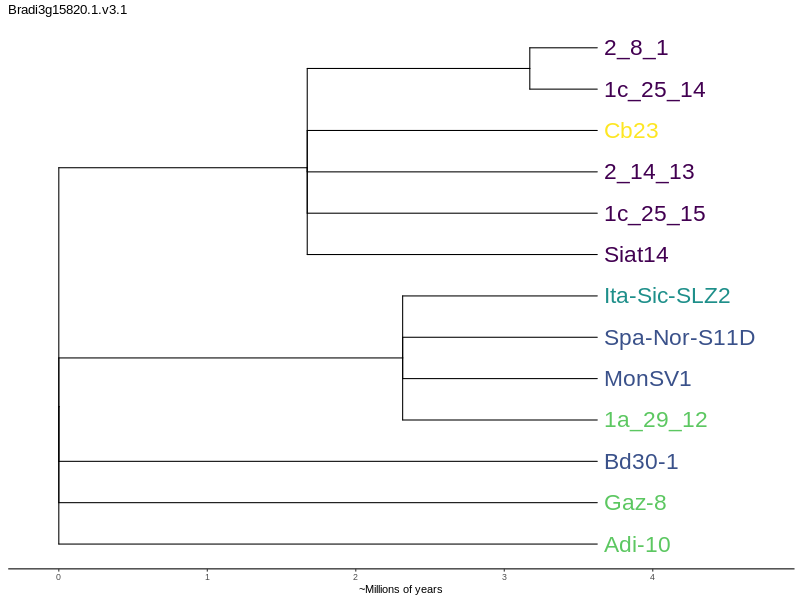 Bradi3g15820.1.v3.1
2_8_1
1c_25_14
Cb23
2_14_13
1c_25_15
Siat14
Ita-Sic-SLZ2
Spa-Nor-S11D
MonSV1
1a_29_12
Bd30-1
Gaz-8
Adi-10
0 1 2 3 4
~Millions of years